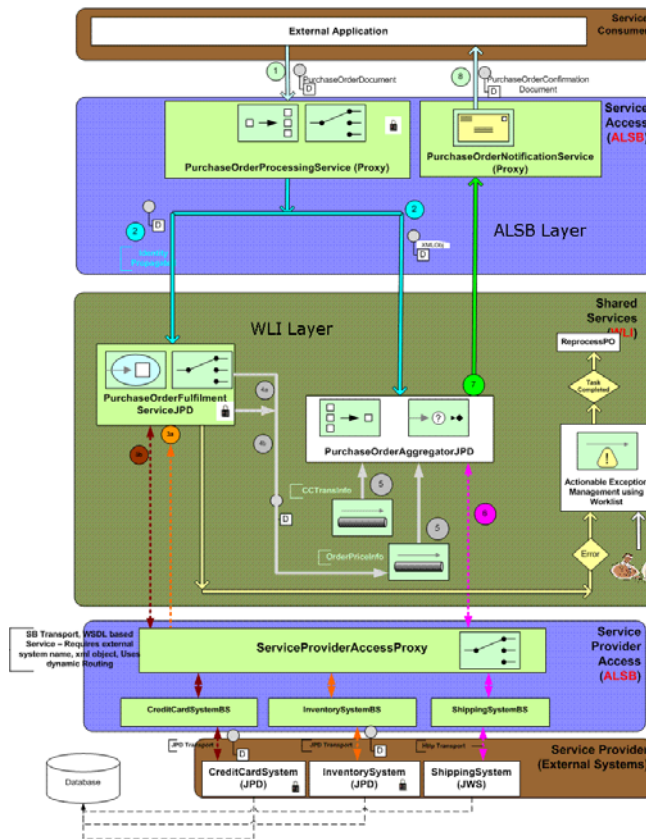 Service
Consumer
External Application
1
8
PurchaseOrderDocument
D
PurchaseOrderConfirmation
Document
D
Service
Access
(ALSB)
PurchaseOrderProcessingService (Proxy)
PurchaseOrderNotificationService
(Proxy)
2
2
D
XMLObj
D
Identity
Propagation
ALSB Layer
WLI Layer
Shared
Services
(WLI)
ReprocessPO
Task
Completed
7
4a
PurchaseOrderFulfilment
ServiceJPD
3a
4b
?
PurchaseOrderAggregatorJPD
Actionable Exception
Management using
Worklist
CCTransInfo
5
5
6
D
OrderPriceInfo
Error
SB Transport, WSDL based
Service – Requires external
system name, xml object, Uses
dynamic Routing
ServiceProviderAccessProxy
Service
Provider
Access
(ALSB)
CreditCardSystemBS
InventorySystemBS
ShippingSystemBS
JPD Transport
D
JPD Transport
D
Http Transport
Service Provider
(External Systems)
CreditCardSystem
(JPD)
InventorySystem
(JPD)
ShippingSystem
(JWS)
Database